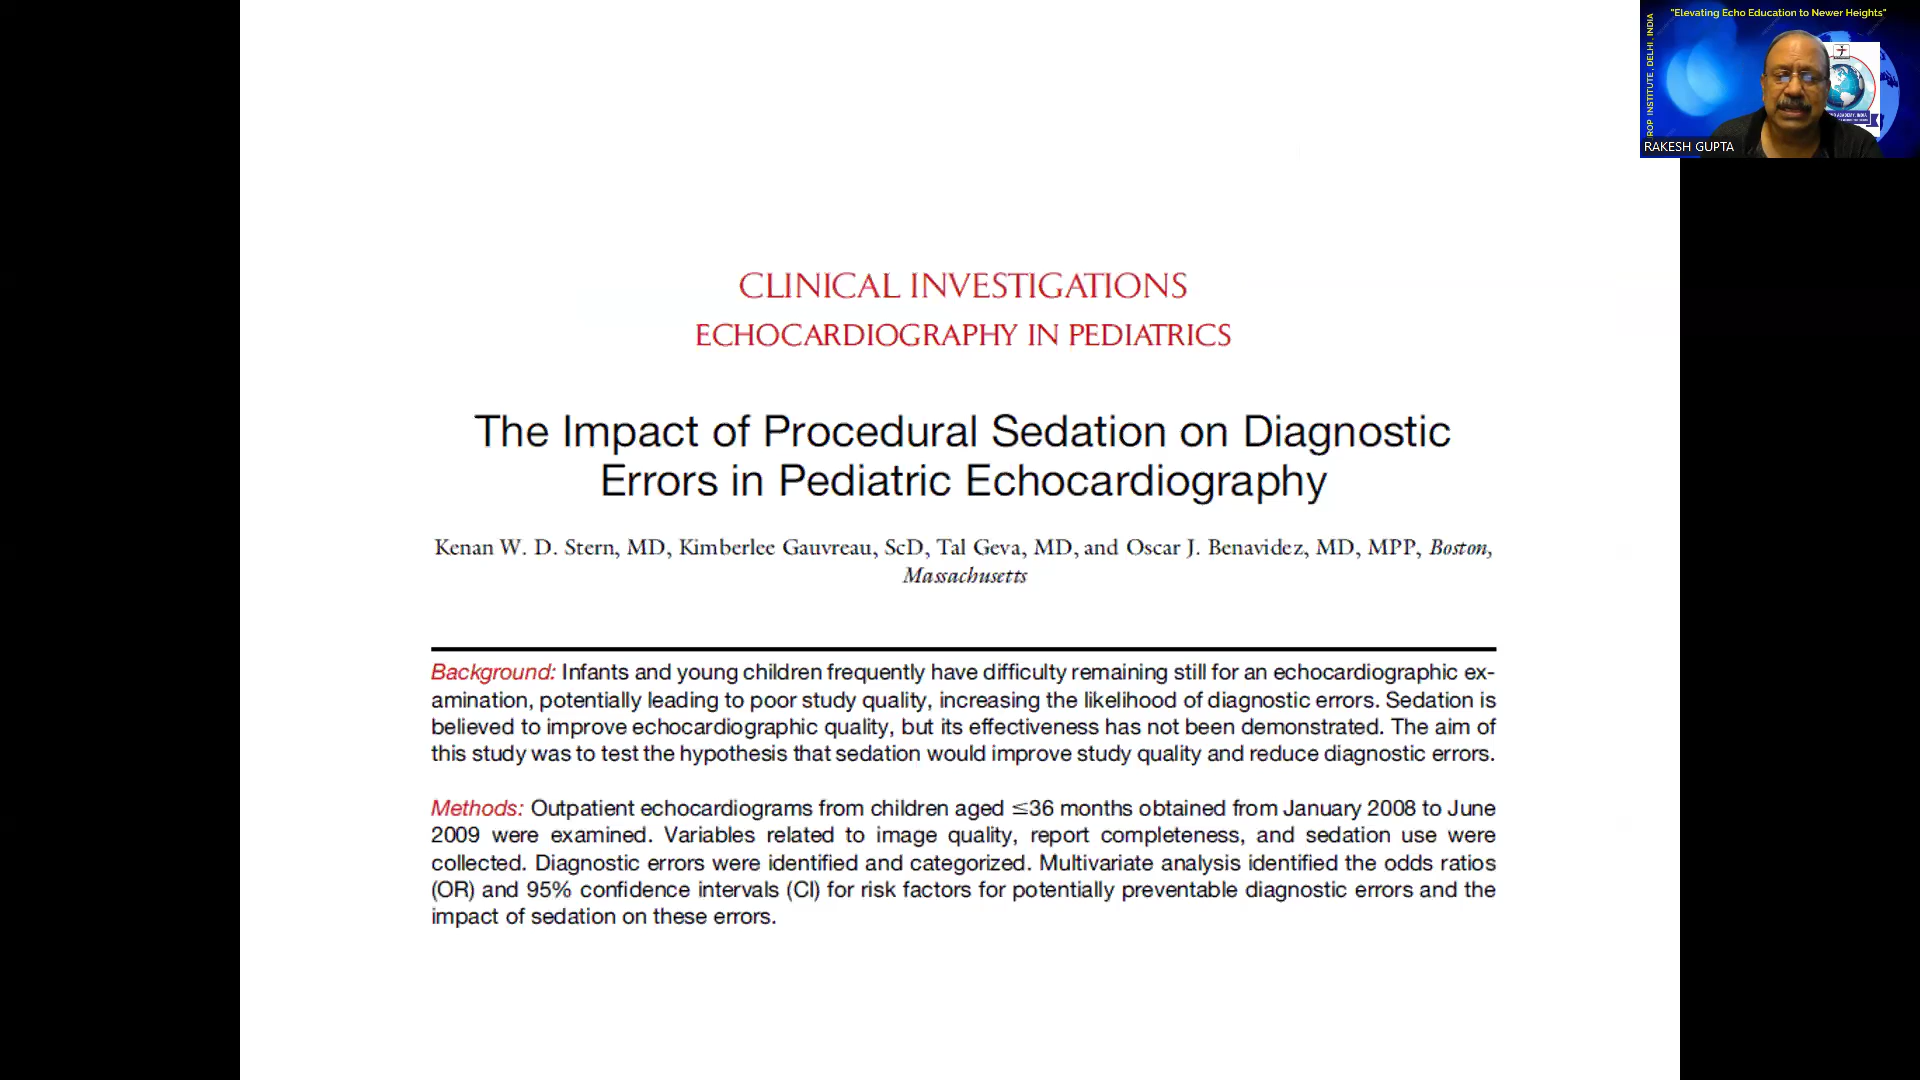 "Elevating Echo Education to Newer Heights"
ROP INSTITUTE, DELHI, INDIA
RAKESH GUPTA
CLINICAL INVESTIGATIONS
ECHOCARDIOGRAPHY IN PEDIATRICS
The Impact of Procedural Sedation on Diagnostic
Errors in Pediatric Echocardiography
Kenan W. D. Stern, MD, Kimberlee Gauvreau, ScD, Tal Geva, MD, and Oscar J. Benavidez, MD, MPP, Boston,
Massachusetts
Background: Infants and young children frequently have difficulty remaining still for an echocardiographic ex-
amination, potentially leading to poor study quality, increasing the likelihood of diagnostic errors. Sedation is
believed to improve echocardiographic quality, but its effectiveness has not been demonstrated. The aim of
this study was to test the hypothesis that sedation would improve study quality and reduce diagnostic errors.
Methods: Outpatient echocardiograms from children aged ≤36 months obtained from January 2008 to June
2009 were examined. Variables related to image quality, report completeness, and sedation use were
collected. Diagnostic errors were identified and categorized. Multivariate analysis identified the odds ratios
(OR) and 95% confidence intervals (CI) for risk factors for potentially preventable diagnostic errors and the
impact of sedation on these errors.